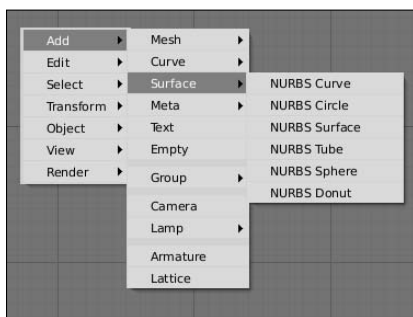 Add
Edit
Select
Transform
Object
View
Render
Mesh
Curve
Surface
Meta
Text
Empty
Group
Camera
Lamp
Armature
Lattice
NURBS Curve
NURBS Circle
NURBS Surface
NURBS Tube
NURBS Sphere
NURBS Donut